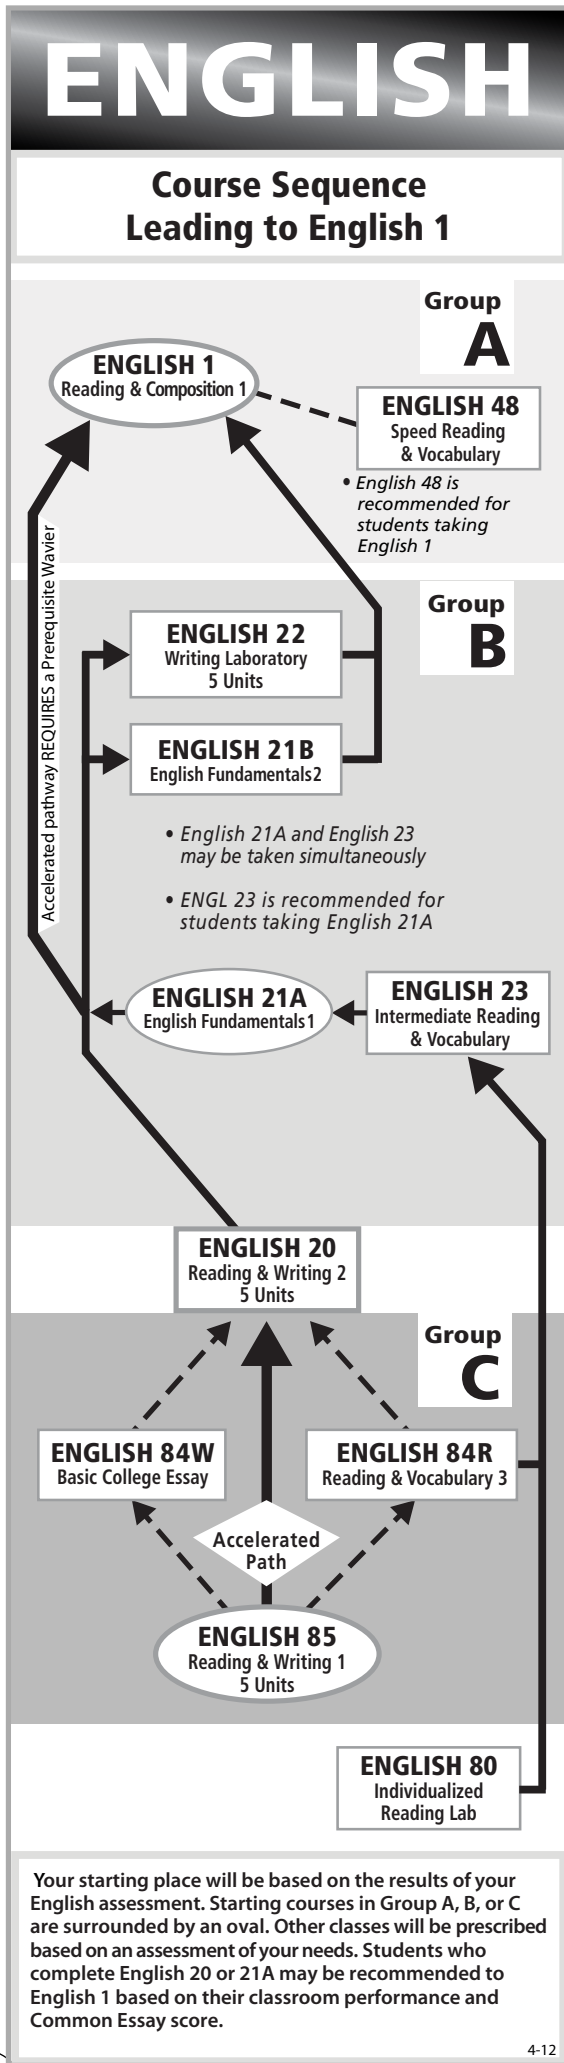 ENGLISH
Course Sequence
Leading to English 1
Group
A
ENGLISH 1
Reading & Composition 1
ENGLISH 48
Speed Reading
& Vocabulary
• English 48 is
recommended for
students taking
English 1
Accelerated pathway REQUIRES a Prerequisite Wavier
Group
B
ENGLISH 22
Writing Laboratory
5 Units
ENGLISH 21B
English Fundamentals2
• English 21A and English 23
may be taken simultaneously
• ENGL 23 is recommended for
students taking English 21A
ENGLISH 21A
English Fundamentals1
ENGLISH 23
Intermediate Reading
& Vocabulary
ENGLISH 20
Reading & Writing 2
5 Units
Group
C
ENGLISH 84W
Basic College Essay
ENGLISH 84R
Reading & Vocabulary 3
Accelerated
Path
ENGLISH 85
Reading & Writing 1
5 Units
ENGLISH 80
Individualized
Reading Lab
Your starting place will be based on the results of your
English assessment. Starting courses in Group A, B, or C
are surrounded by an oval. Other classes will be prescribed
based on an assessment of your needs. Students who
complete English 20 or 21A may be recommended to
English 1 based on their classroom performance and
Common Essay score.
4-12